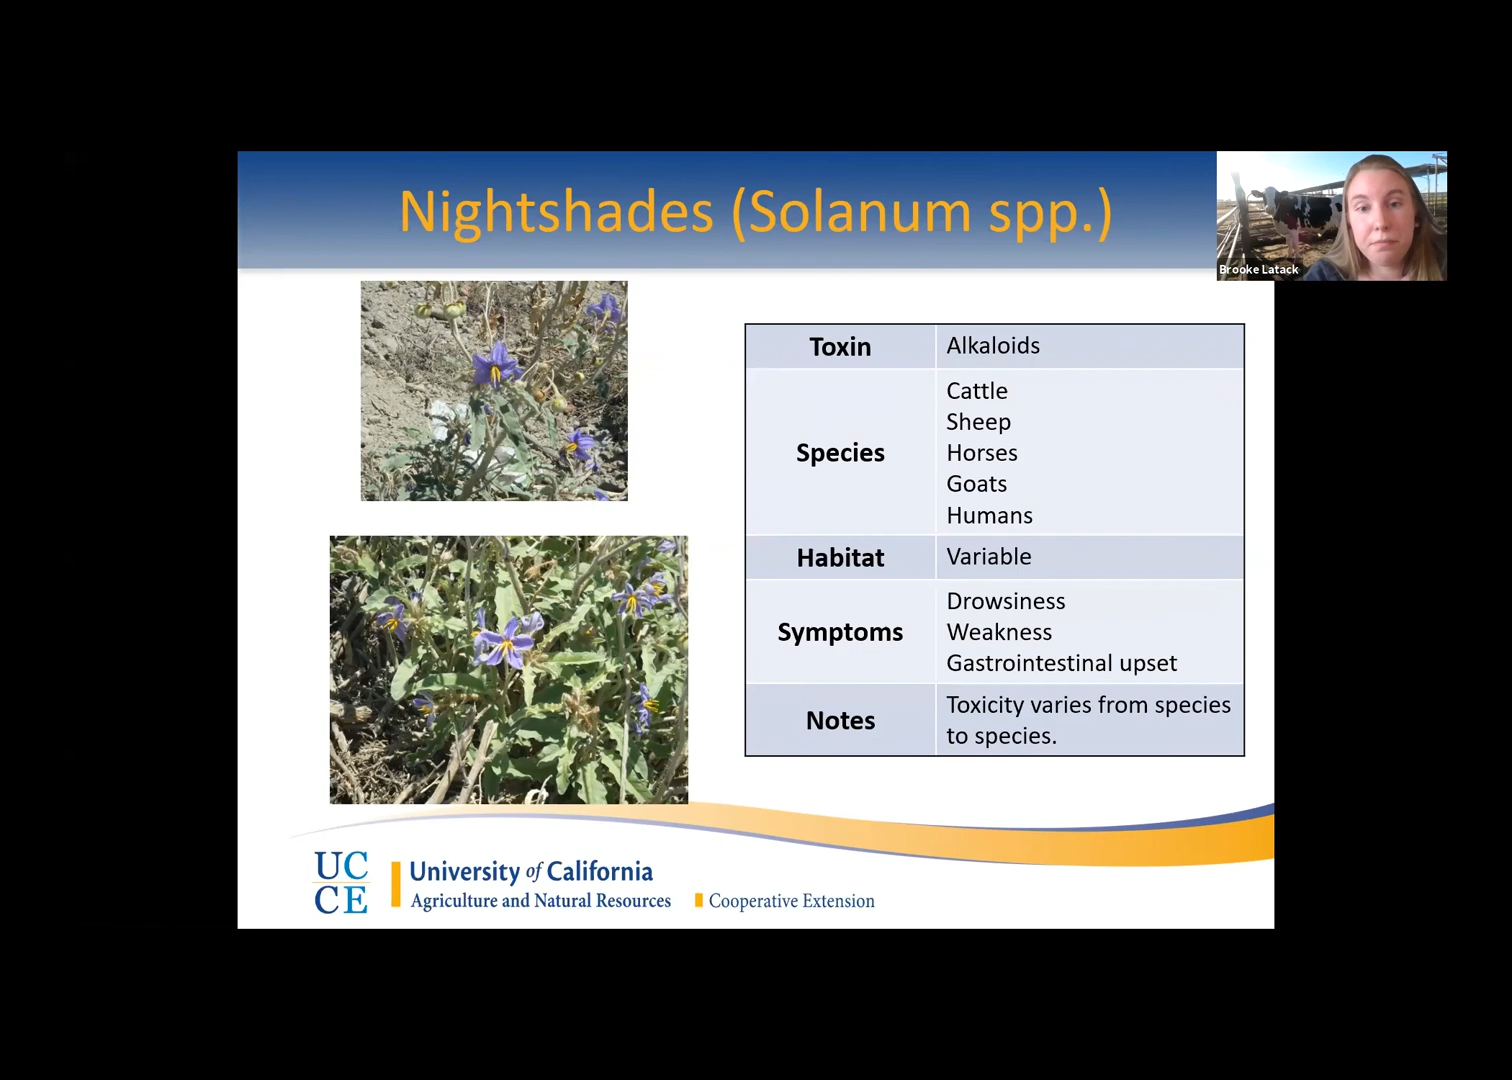 Nightshades (Solanum spp.)
Brooke Latack
Toxin
Alkaloids
Species
Cattle
Sheep
Horses
Goats
Humans
Habitat
Variable
Symptoms
Drowsiness
Weakness
Gastrointestinal upset
Notes
Toxicity varies from species
to species.
UC
CE
University of California
Agriculture and Natural Resources
Cooperative Extension